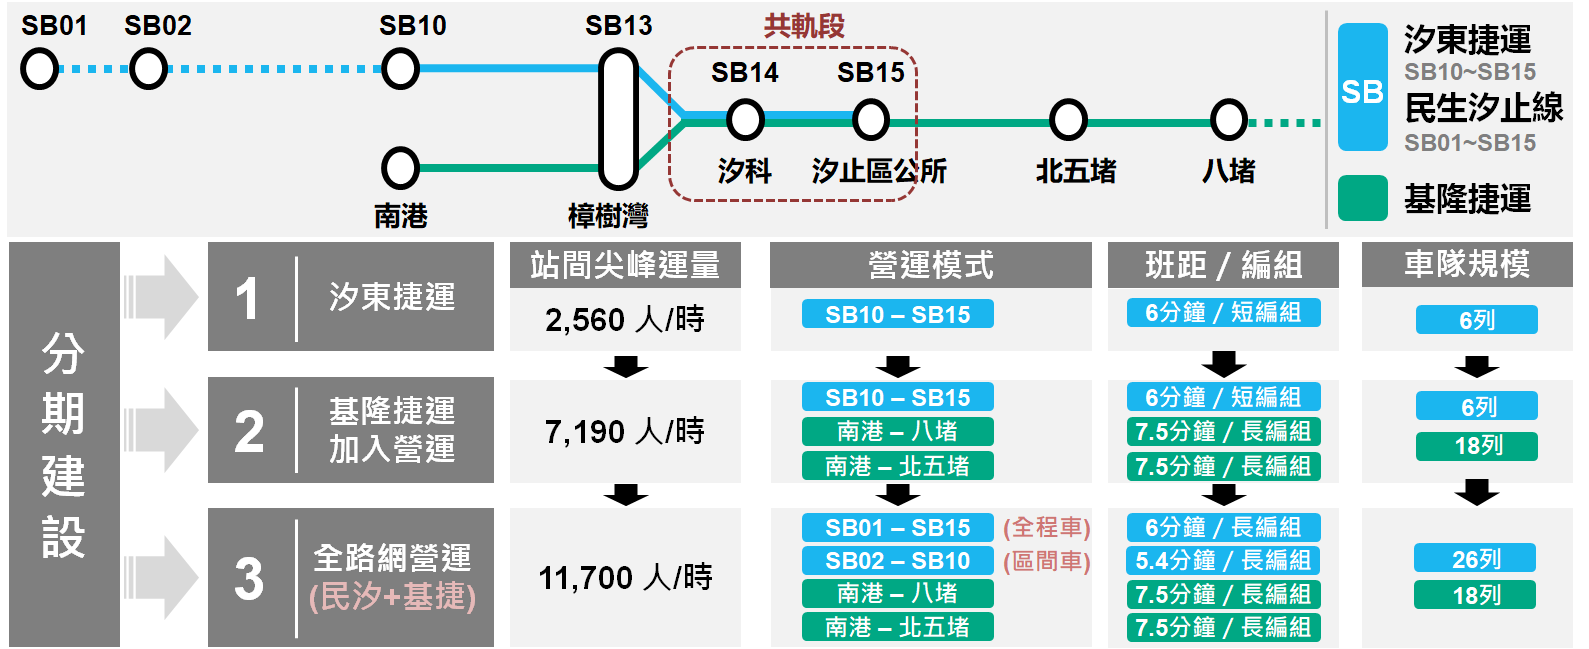 SB01
SB02
SB10
SB13
共軌段
SB14
SB15
汐科
汐止區公所
北五堵
八堵
南港
樟樹灣
SB
汐東捷運
SB10~SB15
民生汐止線
SB01~SB15
基隆捷運
分期建設
站間尖峰運量
營運模式
班距 / 編組
車隊規模
1
汐東捷運
2,560 人/時
SB10 – SB15
6分鐘 / 短編組
6列
2
基隆捷運
加入營運
7,190 人/時
SB10 – SB15
南港 – 八堵
南港 – 北五堵
6分鐘 / 短編組
7.5分鐘 / 長編組
7.5分鐘 / 長編組
6列
18列
3
全路網營運
(民汐+基捷)
11,700 人/時
SB01 – SB15 (全程車)
SB02 – SB10 (區間車)
南港 – 八堵
南港 – 北五堵
6分鐘 / 長編組
5.4分鐘 / 長編組
7.5分鐘 / 長編組
7.5分鐘 / 長編組
26列
18列